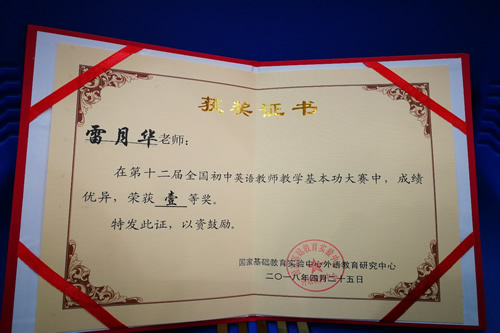 获奖证书
雷月华老师:
在第十二届全国初中英语教师教学基本功大赛中，成绩
优异，荣获 壹 等奖。
特发此证，以资鼓励。
国家基础教育实验中心外语教育研究中心
二〇一八年四月二十五日